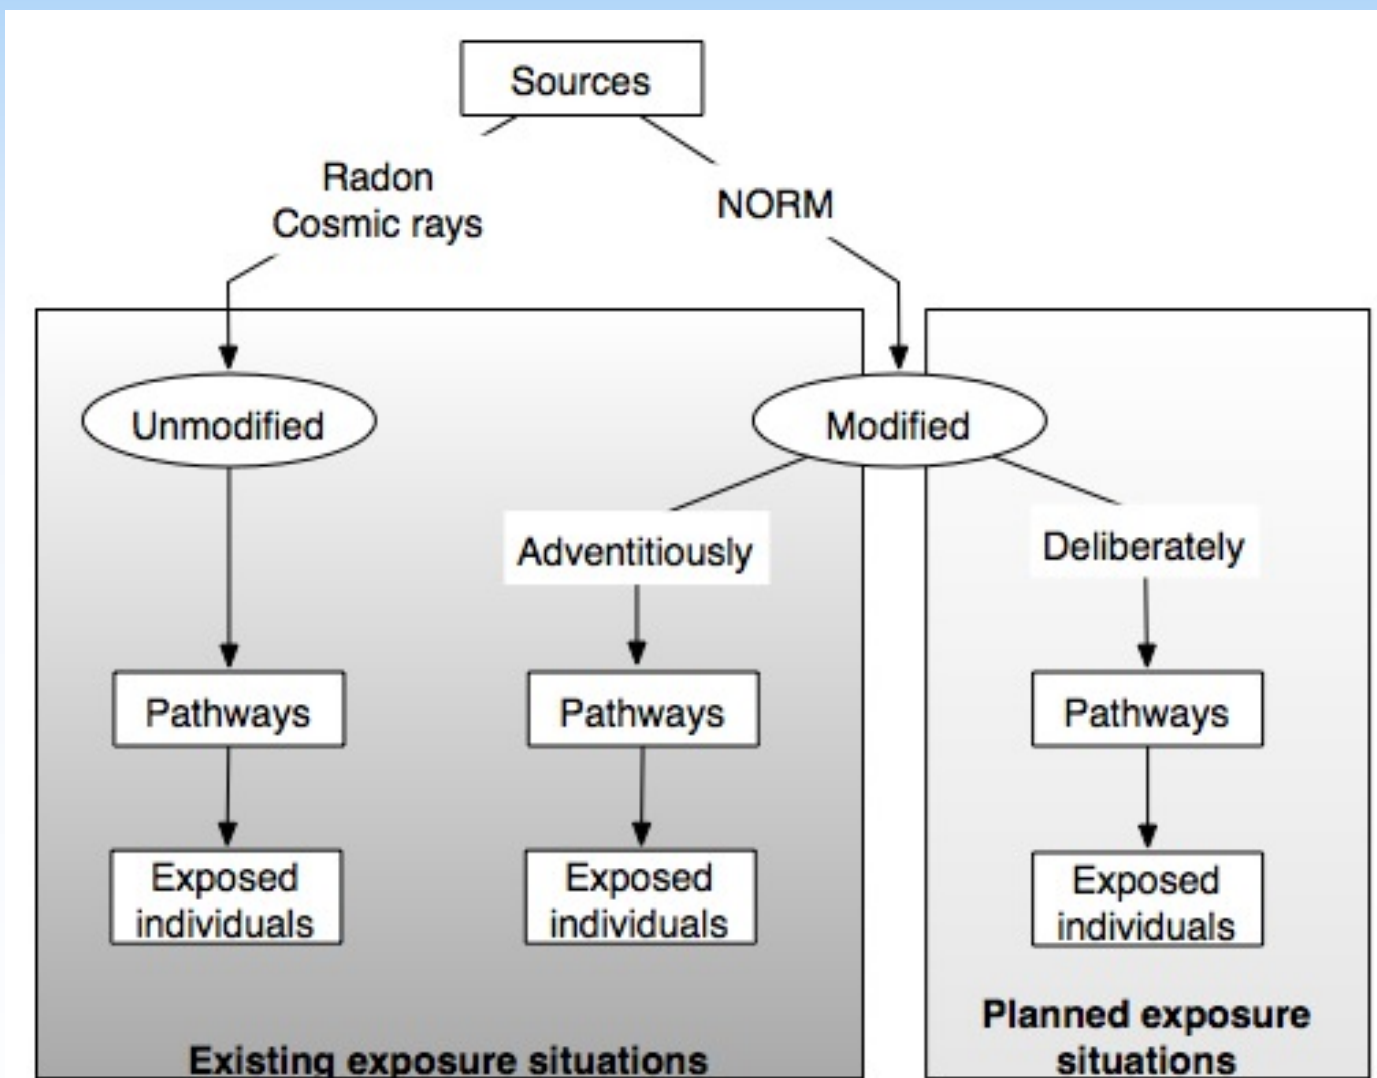 Sources
Radon
Cosmic rays
NORM
Unmodified
Modified
Adventitiously
Deliberately
Pathways
Pathways
Pathways
Exposed
individuals
Exposed
individuals
Exposed
individuals
Existing exposure situations
Planned exposure
situations